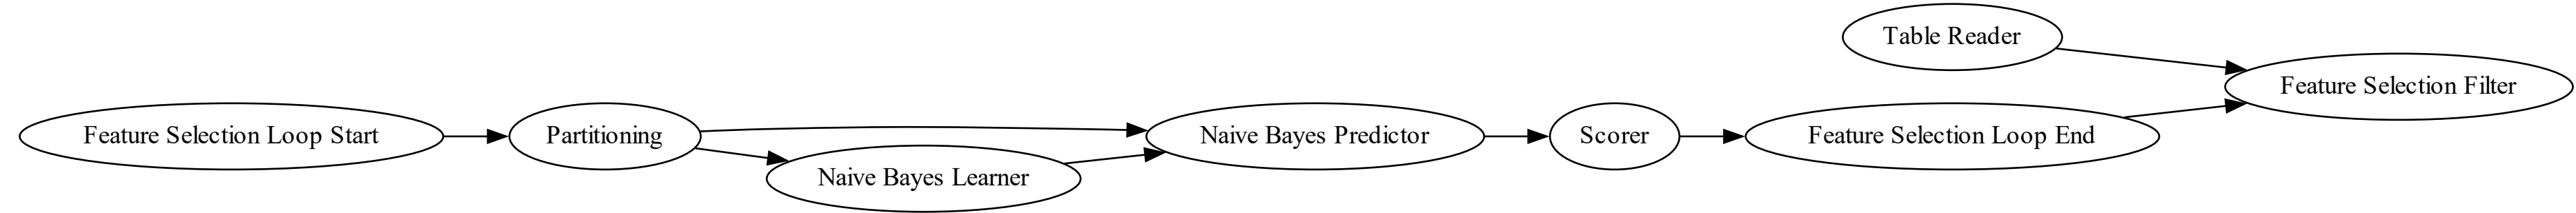 Feature Selection Loop Start
Partitioning
Naive Bayes Learner
Naive Bayes Predictor
Scorer
Table Reader
Feature Selection Loop End
Feature Selection Filter